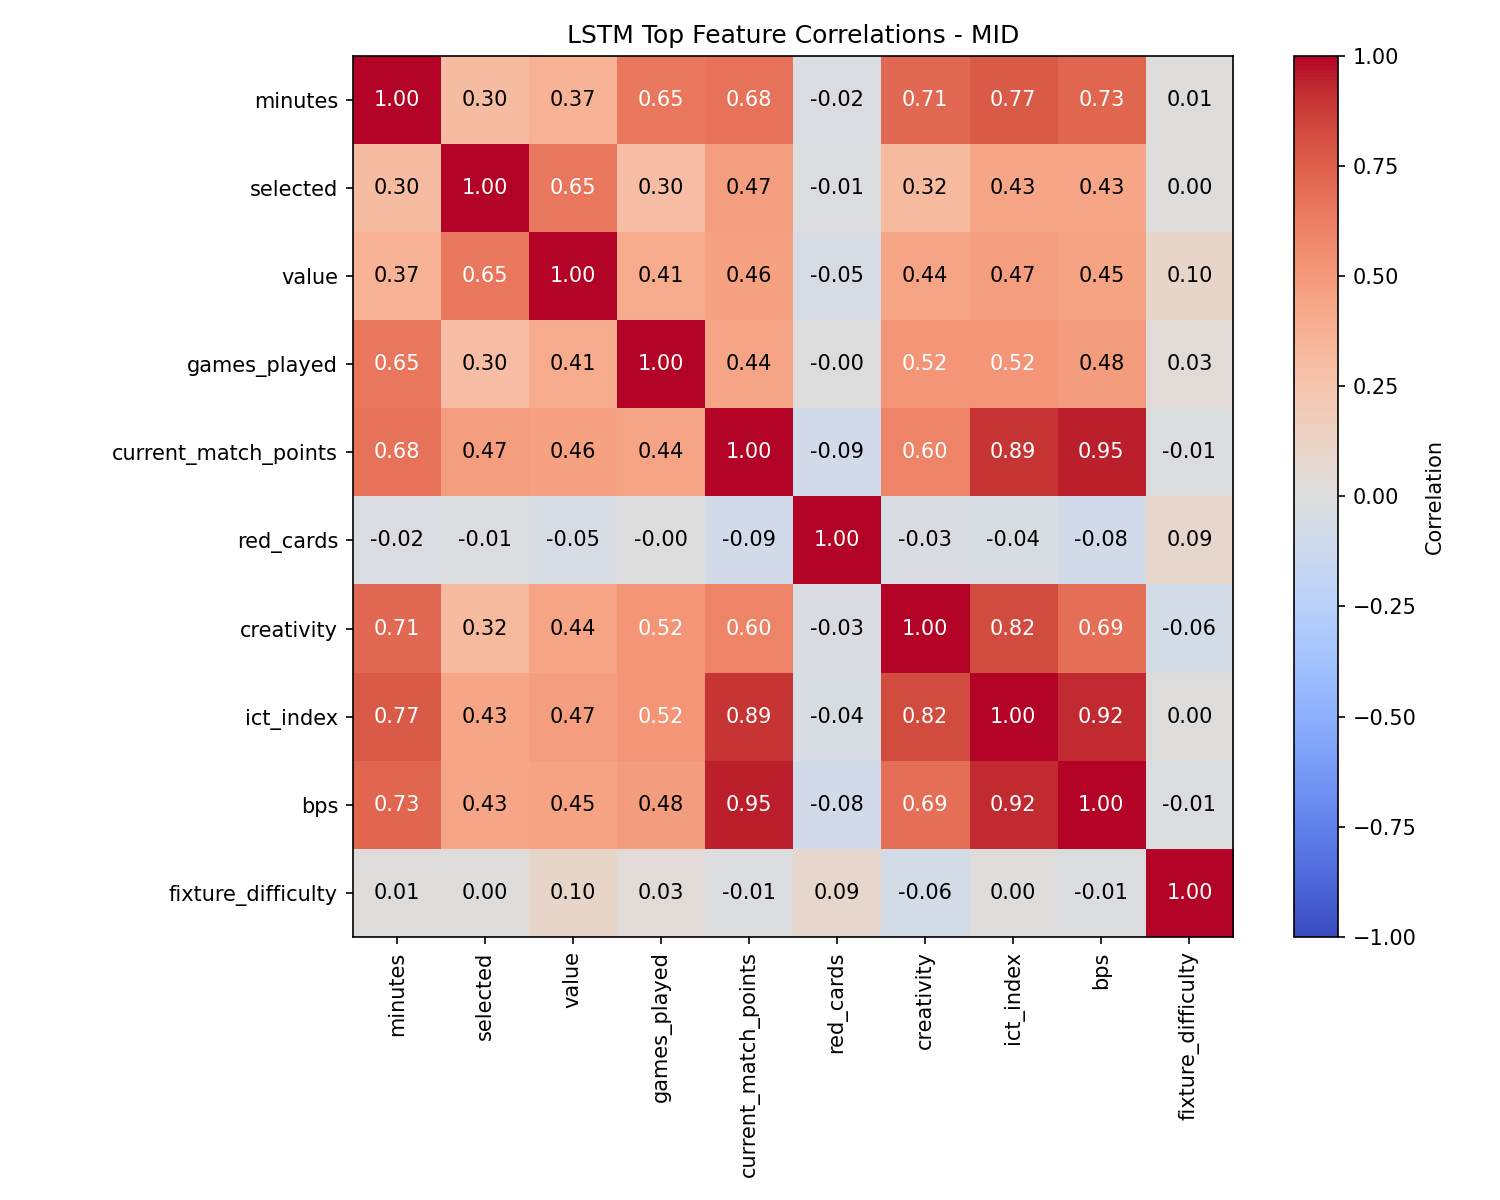 LSTM Top Feature Correlations - MID
minutes 1.00 0.30 0.37 0.65 0.68 -0.02 0.71 0.77 0.73 0.01
selected 0.30 1.00 0.65 0.30 0.47 -0.01 0.32 0.43 0.43 0.00
value 0.37 0.65 1.00 0.41 0.46 -0.05 0.44 0.47 0.45 0.10
games_played 0.65 0.30 0.41 1.00 0.44 -0.00 0.52 0.52 0.48 0.03
current_match_points 0.68 0.47 0.46 0.44 1.00 -0.09 0.60 0.89 0.95 -0.01
red_cards -0.02 -0.01 -0.05 -0.00 -0.09 1.00 -0.03 -0.04 -0.08 0.09
creativity 0.71 0.32 0.44 0.52 0.60 -0.03 1.00 0.82 0.69 -0.06
ict_index 0.77 0.43 0.47 0.52 0.89 -0.04 0.82 1.00 0.92 0.00
bps 0.73 0.43 0.45 0.48 0.95 -0.08 0.69 0.92 1.00 -0.01
fixture_difficulty 0.01 0.00 0.10 0.03 -0.01 0.09 -0.06 0.00 -0.01 1.00
minutes
selected
value
games_played
current_match_points
red_cards
creativity
ict_index
bps
fixture_difficulty
1.00
0.75
0.50
0.25
0.00
−0.25
−0.50
−0.75
−1.00
Correlation